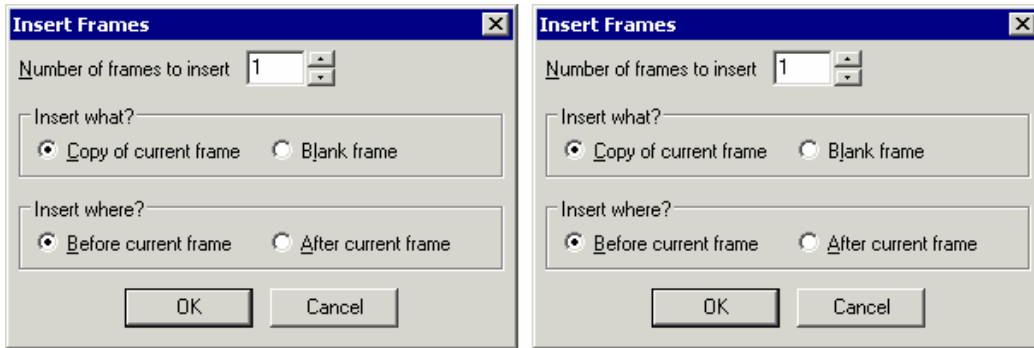 Insert Frames
Number of frames to insert 1
Insert what?
Copy of current frame Blank frame
Insert where?
Before current frame After current frame
OK Cancel
Insert Frames
Number of frames to insert 1
Insert what?
Copy of current frame Blank frame
Insert where?
Before current frame After current frame
OK Cancel